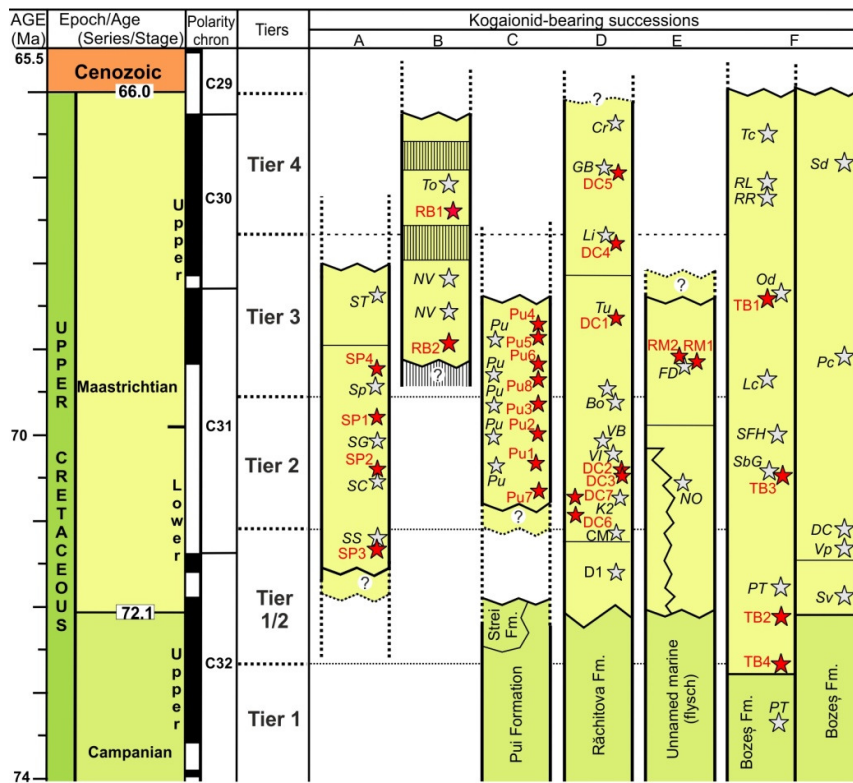 AGE (Ma)
Epoch/Age (Series/Stage)
Polarity chron
Tiers
Kogaionid-bearing successions
A B C D E F
65.5
Cenozoic
66.0
C29
Tier 4
C30
Upper
Tier 3
UPPER CRETACEOUS
Maastrichtian
C31
70
Tier 2
Lower
Tier 1/2
72.1
C32
Upper
Tier 1
Campanian
74
ST
SP4
Sp
SP1
SG
SP2
SC
SS
SP3
?
To
RB1
NV
NV
RB2
?
Pu4
Pu
Pu5
Pu6
Pu
Pu8
Pu
Pu3
Pu2
Pu
Pu1
Pu
Pu7
?
Strei Fm.
Pui Formation
?
Cr
GB
DC5
Li
DC4
Tu
DC1
Bo
VB
VI
DC2
DC3
DC7
K2
DC6
CM
D1
Răchitova Fm.
?
RM2
RM1
FD
NO
Unnamed marine (flysch)
Tc
RL
RR
Od
TB1
Lc
SFH
SbG
TB3
PT
TB2
TB4
PT
Bozeș Fm.
Sd
Pc
DC
Vp
Sv
Bozeș Fm.